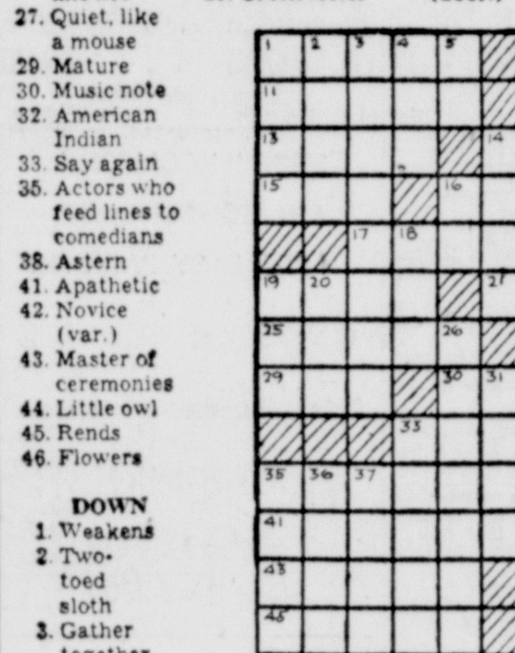 27. Quiet, like
a mouse
29. Mature
30. Music note
32. American
Indian
33. Say again
35. Actors who
feed lines to
comedians
38. Astern
41. Apathetic
42. Novice
(var.)
43. Master of
ceremonies
44. Little owl
45. Rends
46. Flowers
DOWN
1. Weakens
2. Two-
toed
sloth
3. Gather
together
1 2 3 4 5
11
13 14
15 16
17 18
19 20 21
25 26
29 30 31
33
35 36 37
41
43
45